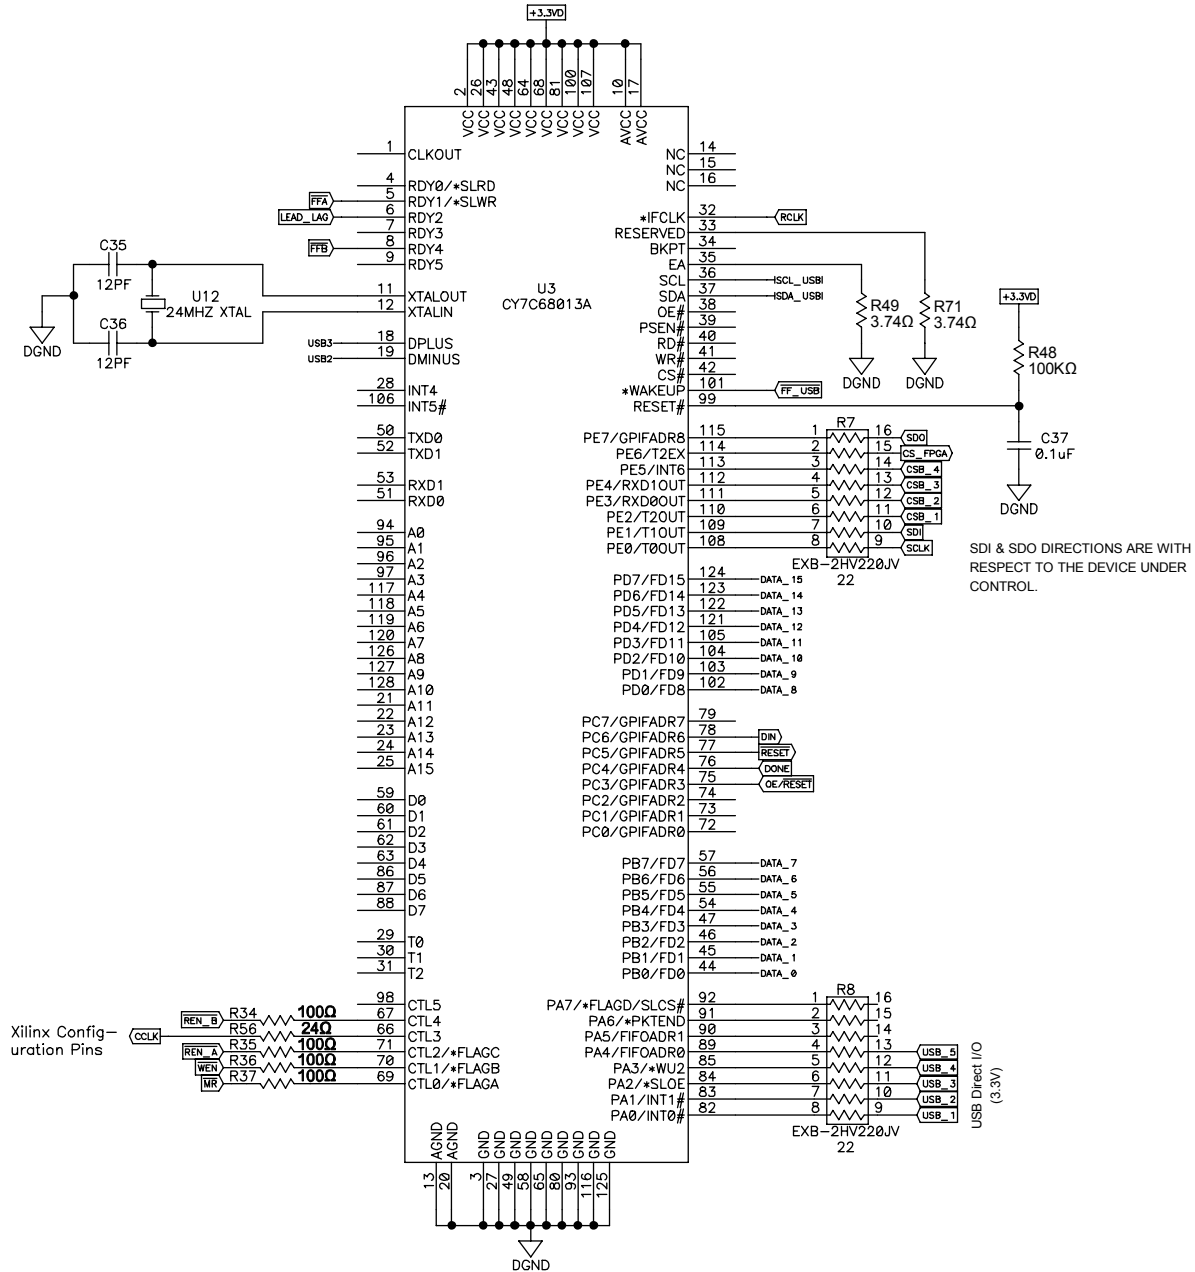 +3.3VD
2 26 43 48 64 68 81 100 107 10 17
VCC VCC VCC VCC VCC VCC VCC VCC VCC AVCC AVCC
U3
CY7C68013A
1 CLKOUT
4 RDY0/*SLRD
FFA 5 RDY1/*SLWR
LEAD_LAG 6 RDY2
7 RDY3
FFB 8 RDY4
9 RDY5
C35
12PF
U12
24MHZ XTAL
C36
12PF
DGND
11 XTALOUT
12 XTALIN
USB3 18 DPLUS
USB2 19 DMINUS
28 INT4
106 INT5#
50 TXD0
52 TXD1
53 RXD1
51 RXD0
94 A0
95 A1
96 A2
97 A3
117 A4
118 A5
119 A6
120 A7
126 A8
127 A9
128 A10
21 A11
22 A12
23 A13
24 A14
25 A15
59 D0
60 D1
61 D2
62 D3
63 D4
86 D5
87 D6
88 D7
29 T0
30 T1
31 T2
98 CTL5
REN_B R34 100Ω 67 CTL4
Xilinx Config-
uration Pins
CCLK R56 24Ω 66 CTL3
REN_A R35 100Ω 71 CTL2/*FLAGC
WEN R36 100Ω 70 CTL1/*FLAGB
MR R37 100Ω 69 CTL0/*FLAGA
NC 14
NC 15
NC 16
*IFCLK 32 RCLK
RESERVED 33
BKPT 34
EA 35
SCL 36 ISCL_USBI
SDA 37 ISDA_USBI
OE# 38
PSEN# 39
RD# 40
WR# 41
CS# 42
*WAKEUP 101 FF_USB
RESET# 99
R49
3.74Ω
DGND
R71
3.74Ω
DGND
+3.3VD
R48
100KΩ
C37
0.1uF
DGND
R7
PE7/GPIFADR8 115 1 16 SDO
PE6/T2EX 114 2 15 CS_FPGA
PE5/INT6 113 3 14 CSB_4
PE4/RXD1OUT 112 4 13 CSB_3
PE3/RXD0OUT 111 5 12 CSB_2
PE2/T2OUT 110 6 11 CSB_1
PE1/T1OUT 109 7 10 SDI
PE0/T0OUT 108 8 9 SCLK
EXB-2HV220JV
22
SDI & SDO DIRECTIONS ARE WITH
RESPECT TO THE DEVICE UNDER
CONTROL.
PD7/FD15 124 DATA_15
PD6/FD14 123 DATA_14
PD5/FD13 122 DATA_13
PD4/FD12 121 DATA_12
PD3/FD11 105 DATA_11
PD2/FD10 104 DATA_10
PD1/FD9 103 DATA_9
PD0/FD8 102 DATA_8
PC7/GPIFADR7 79
PC6/GPIFADR6 78 DIN
PC5/GPIFADR5 77 RESET
PC4/GPIFADR4 76 DONE
PC3/GPIFADR3 75 OE/RESET
PC2/GPIFADR2 74
PC1/GPIFADR1 73
PC0/GPIFADR0 72
PB7/FD7 57 DATA_7
PB6/FD6 56 DATA_6
PB5/FD5 55 DATA_5
PB4/FD4 54 DATA_4
PB3/FD3 47 DATA_3
PB2/FD2 46 DATA_2
PB1/FD1 45 DATA_1
PB0/FD0 44 DATA_0
R8
PA7/*FLAGD/SLCS# 92 1 16
PA6/*PKTEND 91 2 15
PA5/FIFOADR1 90 3 14
PA4/FIFOADR0 89 4 13 USB_5
PA3/*WU2 85 5 12 USB_4
PA2/*SLOE 84 6 11 USB_3
PA1/INT1# 83 7 10 USB_2
PA0/INT0# 82 8 9 USB_1
EXB-2HV220JV
22
USB Direct I/O
(3.3V)
AGND AGND GND GND GND GND GND GND GND GND GND
13 20 3 27 49 58 65 80 93 116 125
DGND